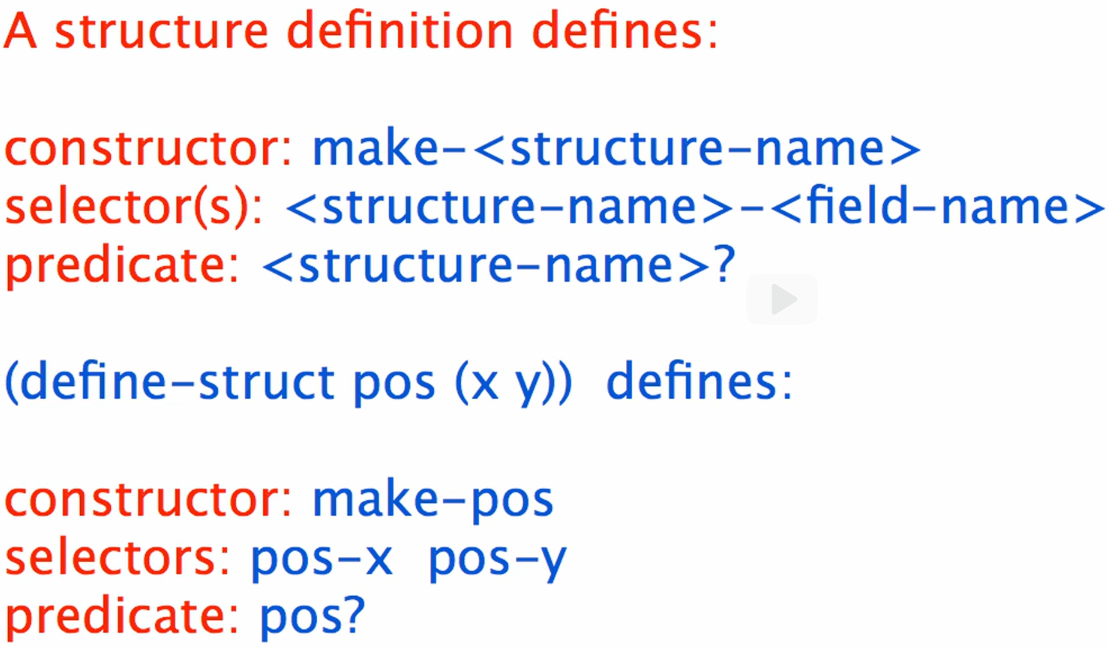 A structure definition defines:
constructor: make-<structure-name>
selector(s): <structure-name>-<field-name>
predicate: <structure-name>?
(define-struct pos (x y))  defines:
constructor: make-pos
selectors: pos-x  pos-y
predicate: pos?